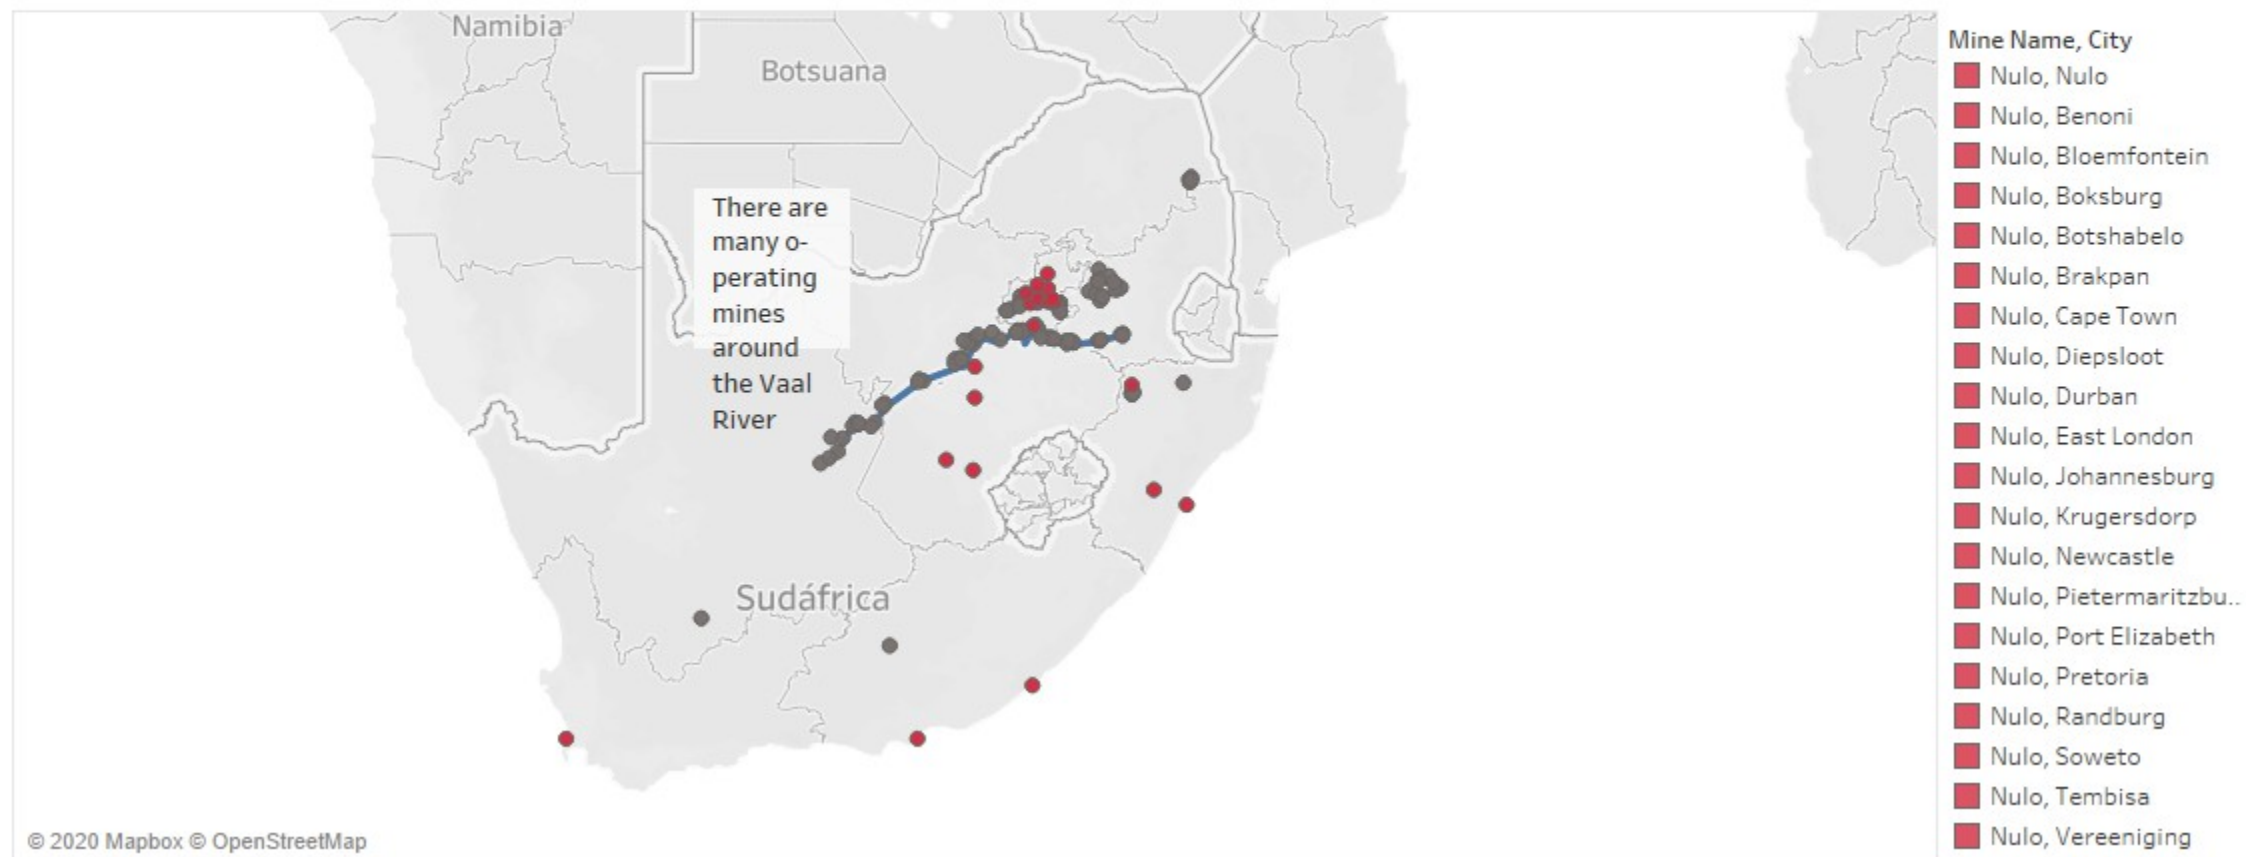 Namibia
Botsuana
There are
many o-
perating
mines
around
the Vaal
River
Sudáfrica
© 2020 Mapbox © OpenStreetMap
Mine Name, City
Nulo, Nulo
Nulo, Benoni
Nulo, Bloemfontein
Nulo, Boksburg
Nulo, Botshabelo
Nulo, Brakpan
Nulo, Cape Town
Nulo, Diepsloot
Nulo, Durban
Nulo, East London
Nulo, Johannesburg
Nulo, Krugersdorp
Nulo, Newcastle
Nulo, Pietermaritzbu..
Nulo, Port Elizabeth
Nulo, Pretoria
Nulo, Randburg
Nulo, Soweto
Nulo, Tembisa
Nulo, Vereeniging